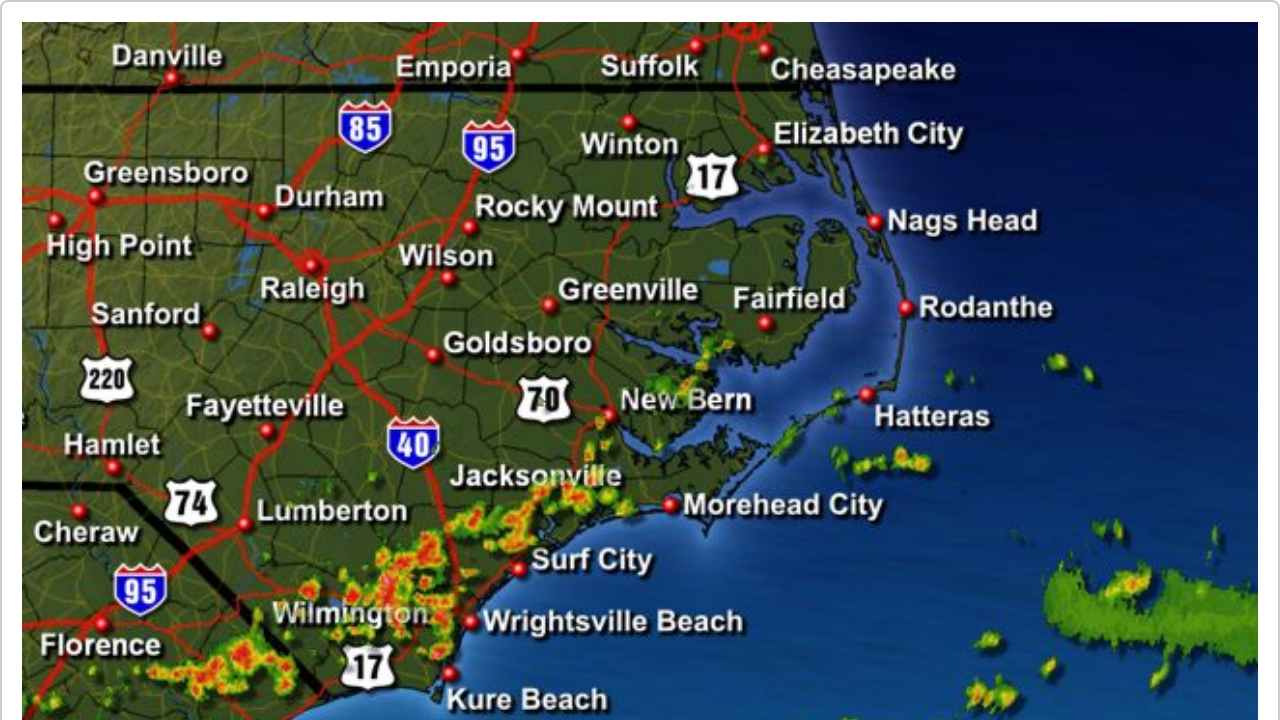 Danville
Emporia
Suffolk
Cheasapeake
85
95
Winton
Elizabeth City
17
Greensboro
Durham
Rocky Mount
Nags Head
High Point
Wilson
Raleigh
Greenville
Fairfield
Rodanthe
Sanford
Goldsboro
220
70
New Bern
Fayetteville
Hatteras
40
Hamlet
Jacksonville
74
Lumberton
Morehead City
Cheraw
Surf City
95
Wilmington
Wrightsville Beach
Florence
17
Kure Beach